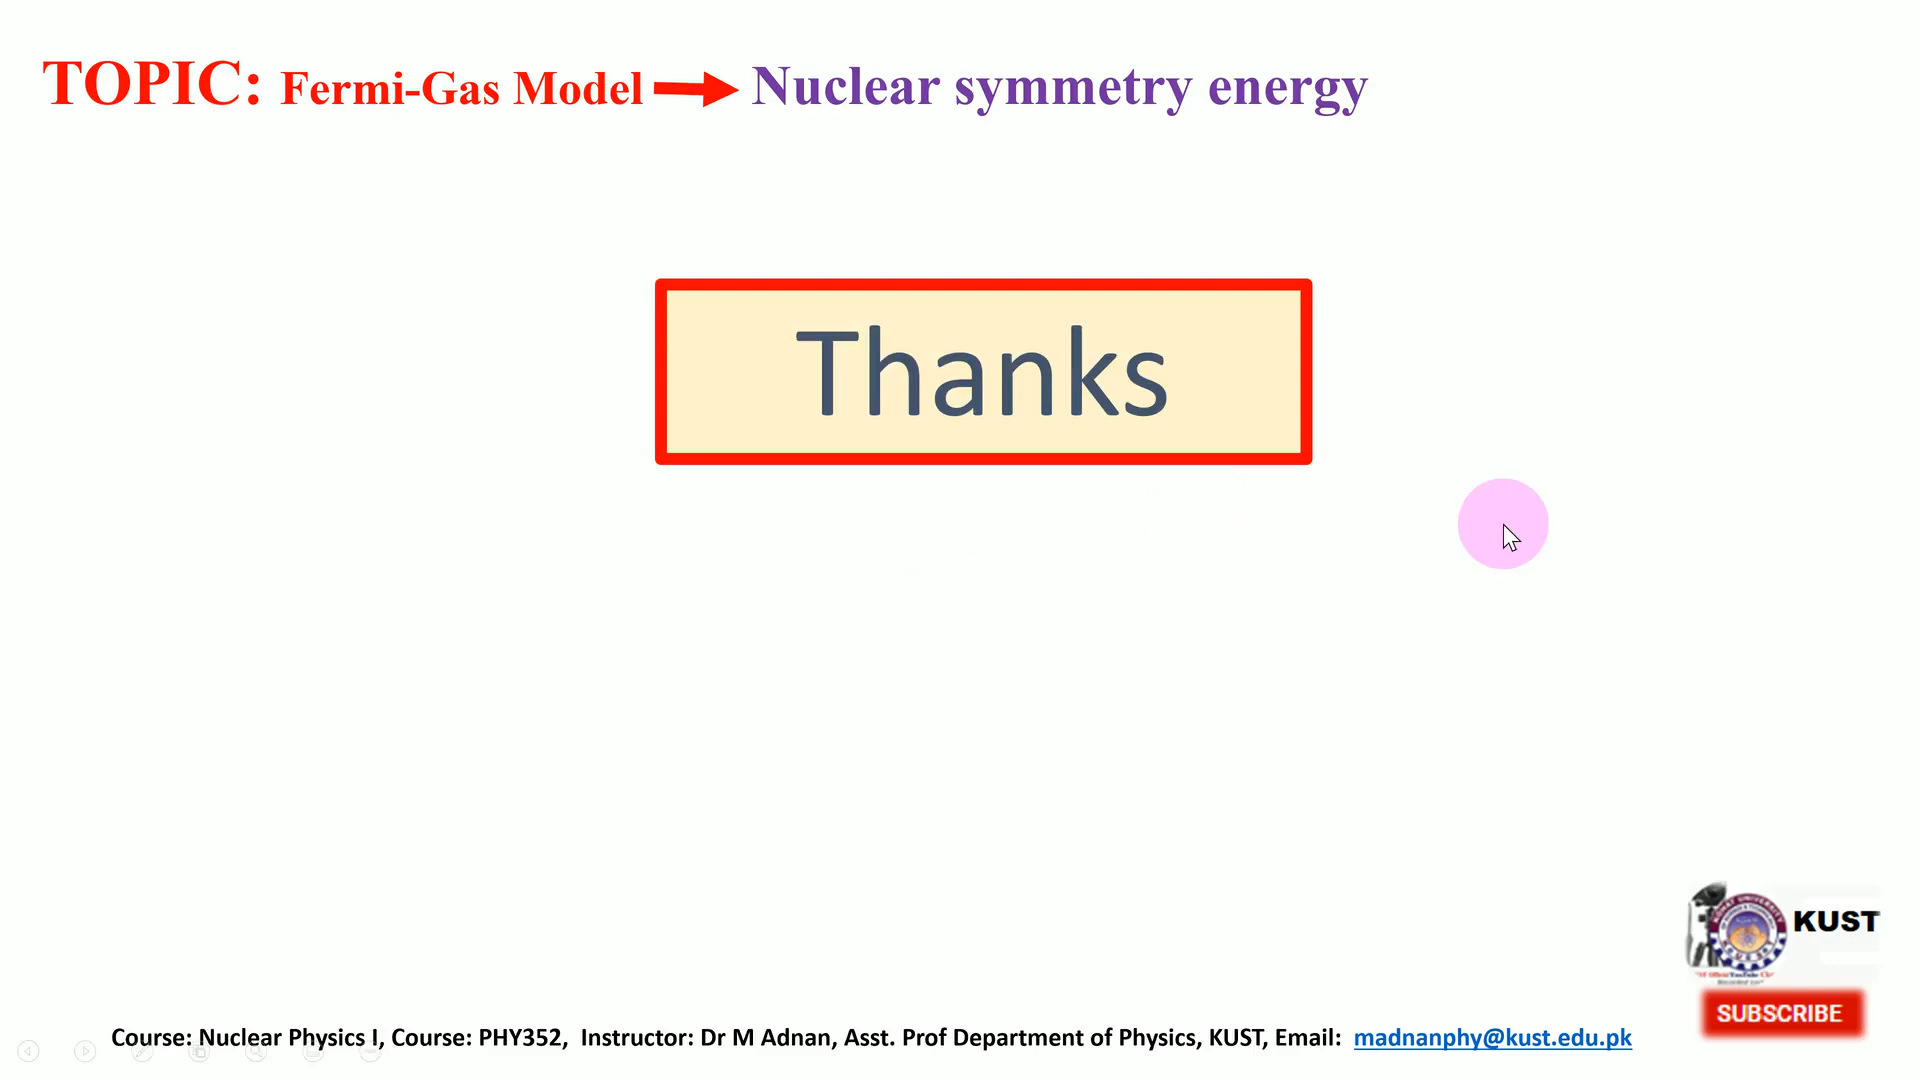 TOPIC: Fermi-Gas Model Nuclear symmetry energy
Thanks
KUST
SUBSCRIBE
Course: Nuclear Physics I, Course: PHY352, Instructor: Dr M Adnan, Asst. Prof Department of Physics, KUST, Email: madnanphy@kust.edu.pk